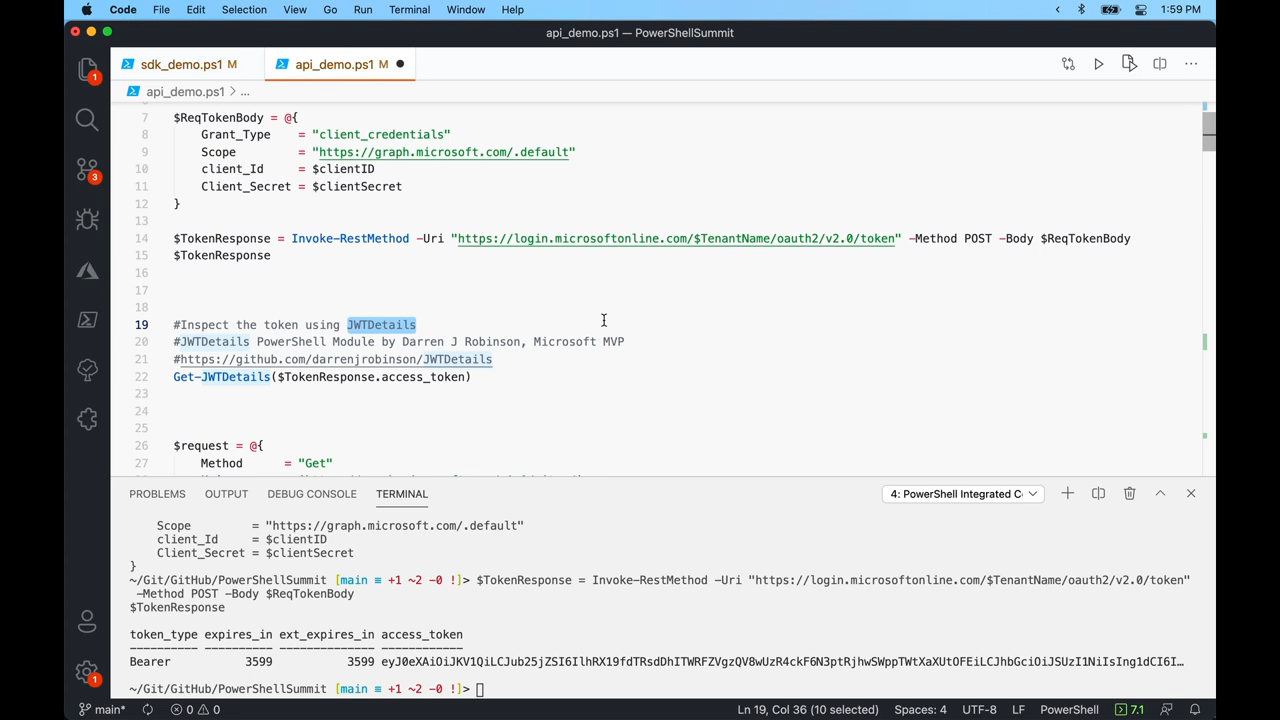 Code File Edit Selection View Go Run Terminal Window Help 1:59 PM
api_demo.ps1 — PowerShellSummit
sdk_demo.ps1 M api_demo.ps1 M
api_demo.ps1 > ...
7 $ReqTokenBody = @{
8 Grant_Type = "client_credentials"
9 Scope = "https://graph.microsoft.com/.default"
10 client_Id = $clientID
11 Client_Secret = $clientSecret
12 }
13
14 $TokenResponse = Invoke-RestMethod -Uri "https://login.microsoftonline.com/$TenantName/oauth2/v2.0/token" -Method POST -Body $ReqTokenBody
15 $TokenResponse
16
17
18
19 #Inspect the token using JWTDetails
20 #JWTDetails PowerShell Module by Darren J Robinson, Microsoft MVP
21 #https://github.com/darrenjrobinson/JWTDetails
22 Get-JWTDetails($TokenResponse.access_token)
23
24
25
26 $request = @{
27 Method = "Get"
PROBLEMS OUTPUT DEBUG CONSOLE TERMINAL 4: PowerShell Integrated C
Scope = "https://graph.microsoft.com/.default"
client_Id = $clientID
Client_Secret = $clientSecret
}
~/Git/GitHub/PowerShellSummit [main ≡ +1 ~2 -0 !]> $TokenResponse = Invoke-RestMethod -Uri "https://login.microsoftonline.com/$TenantName/oauth2/v2.0/token"
-Method POST -Body $ReqTokenBody
$TokenResponse
token_type expires_in ext_expires_in access_token
---------- ---------- -------------- ------------
Bearer 3599 3599
~/Git/GitHub/PowerShellSummit [main ≡ +1 ~2 -0 !]>
main* 0 0 Ln 19, Col 36 (10 selected) Spaces: 4 UTF-8 LF PowerShell 7.1
1
3
1